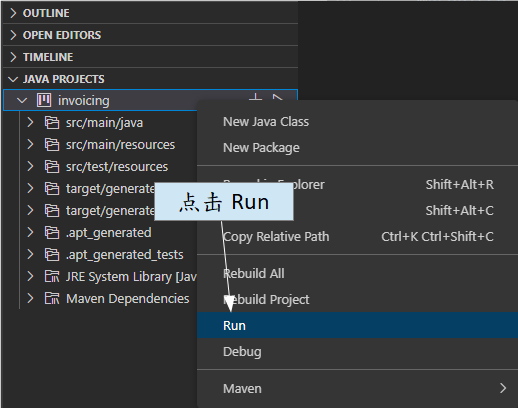 OUTLINE
OPEN EDITORS
TIMELINE
JAVA PROJECTS
invoicing
src/main/java
src/main/resources
src/test/resources
target/generate
target/generate
.apt_generated
.apt_generated_tests
JRE System Library [Jav
Maven Dependencies
New Java Class
New Package
Explorer Shift+Alt+R
Shift+Alt+C
Copy Relative Path Ctrl+K Ctrl+Shift+C
Rebuild All
Rebuild Project
Run
Debug
Maven
点击 Run